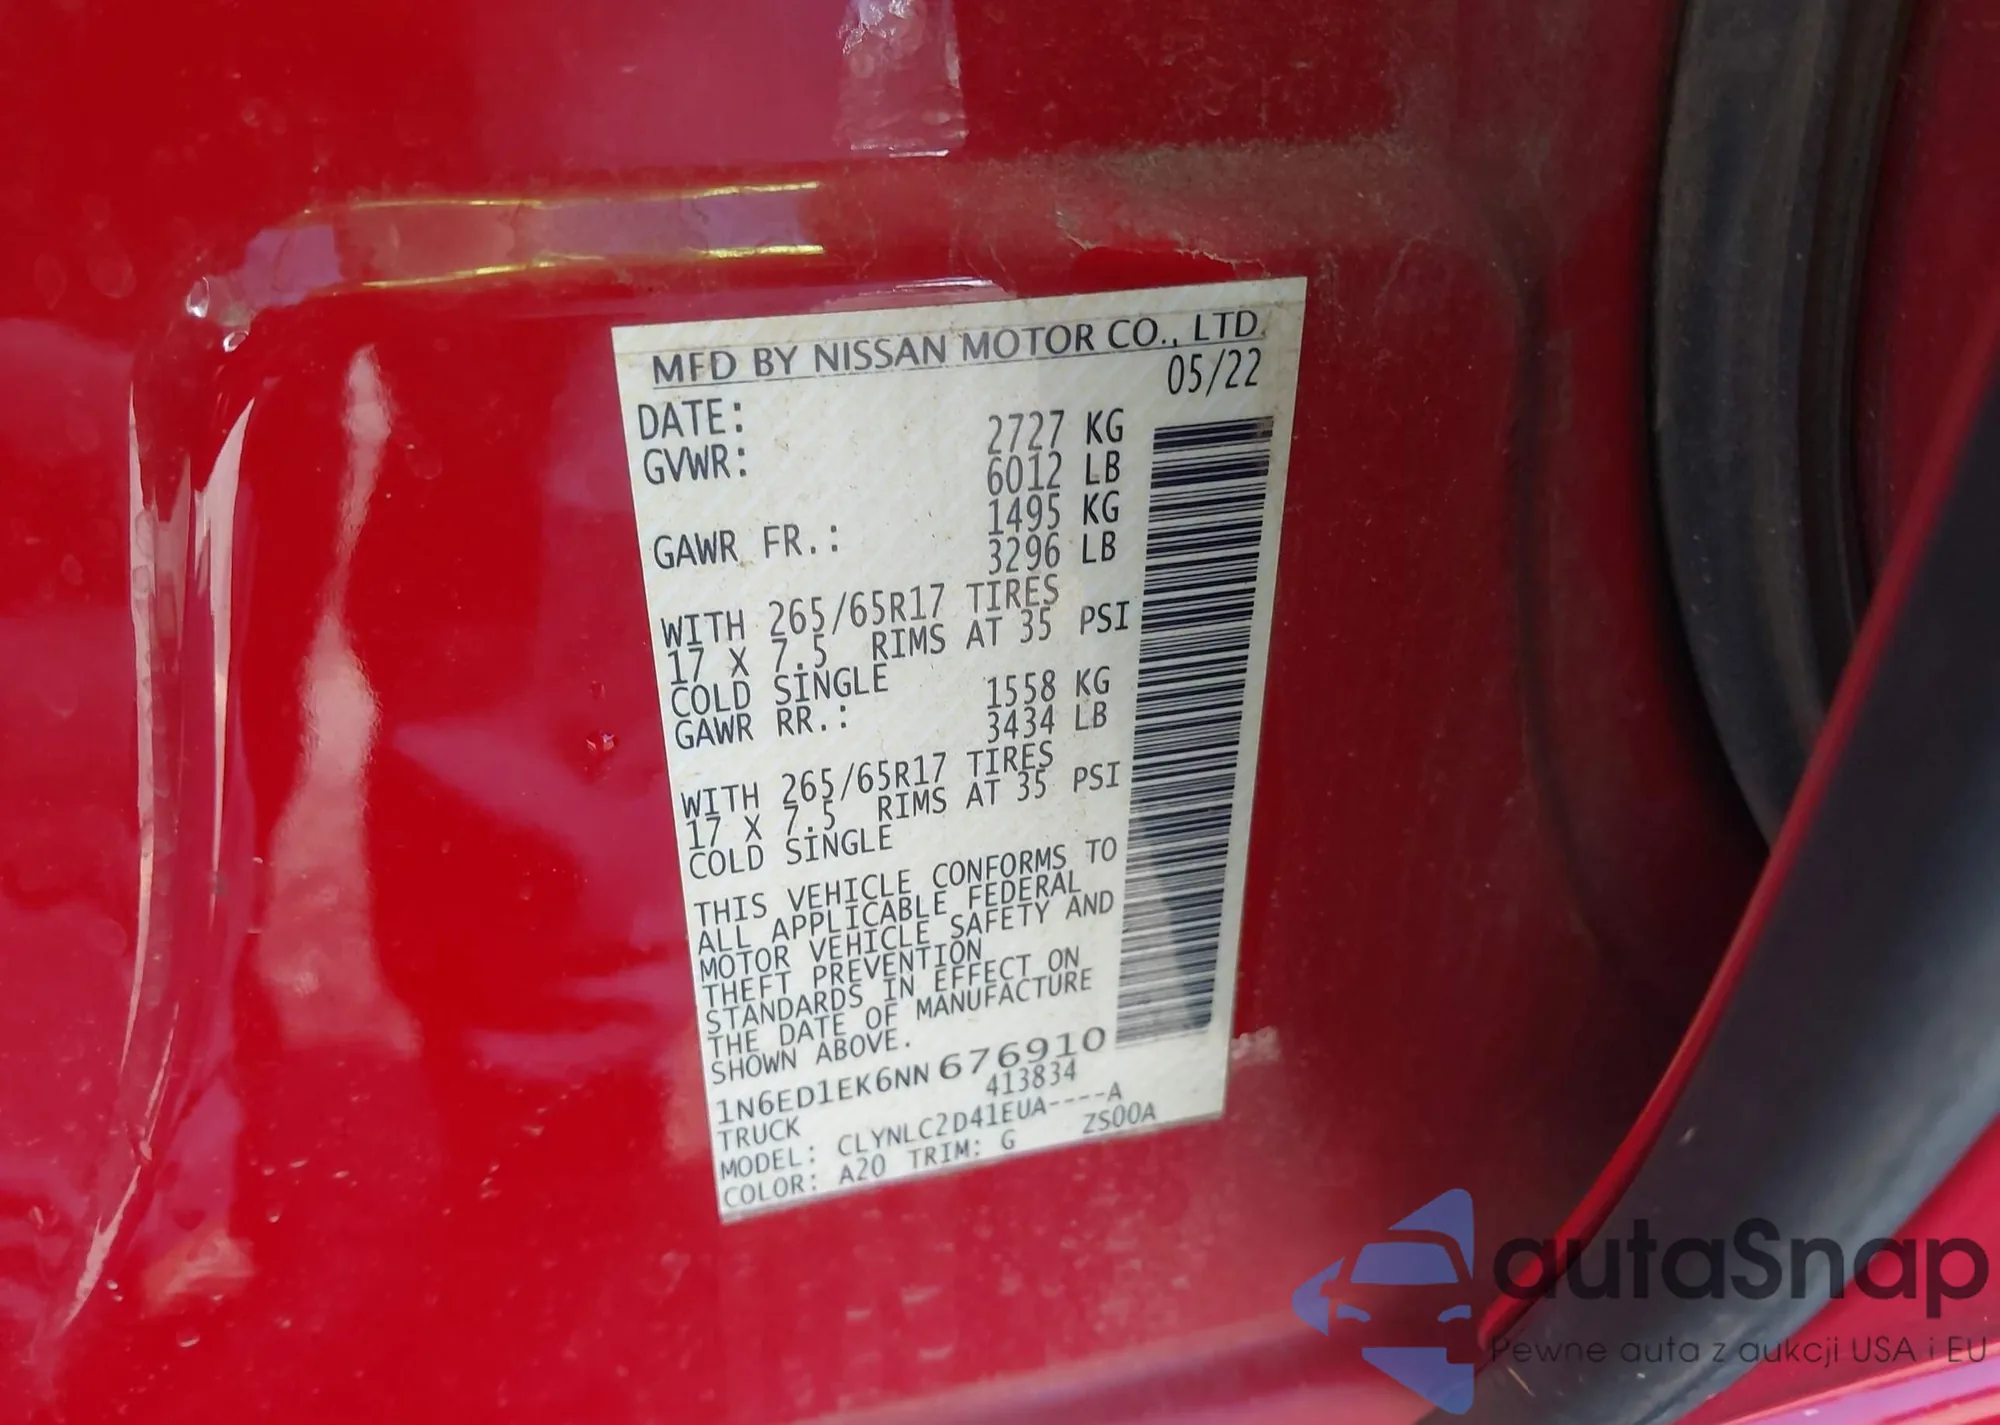 MFD BY NISSAN MOTOR CO., LTD.
05/22
DATE:
GVWR: 2727 KG
6012 LB
GAWR FR.: 1495 KG
3296 LB
WITH 265/65R17 TIRES
17 X 7.5 RIMS AT 35 PSI
COLD SINGLE
GAWR RR.: 1558 KG
3434 LB
WITH 265/65R17 TIRES
17 X 7.5 RIMS AT 35 PSI
COLD SINGLE
THIS VEHICLE CONFORMS TO
ALL APPLICABLE FEDERAL
MOTOR VEHICLE SAFETY AND
THEFT PREVENTION
STANDARDS IN EFFECT ON
THE DATE OF MANUFACTURE
SHOWN ABOVE.
1N6ED1EK6NN676910
TRUCK 413834
MODEL: CLYNLC2D41EUA----A
COLOR: A20 TRIM: G ZS00A
autaSnap
Pewne auta z aukcji USA i EU